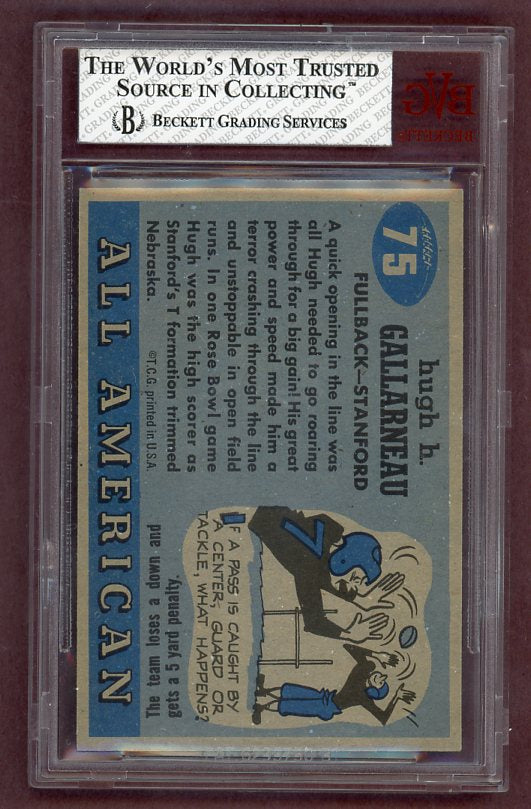 THE WORLD'S MOST TRUSTED
SOURCE IN COLLECTING™
B BECKETT GRADING SERVICES
75
hugh h.
GALLARNEAU
FULLBACK—STANFORD
A quick opening in the line was
all Hugh needed to go roaring
through for a big gain! His great
power and speed made him a
terror crashing through the line
and unstoppable in open field
runs. In one Rose Bowl game
Hugh was the high scorer as
Stanford's T formation trimmed
Nebraska.
©T.C.G. printed in U.S.A.
IF A PASS IS CAUGHT BY
A CENTER, GUARD OR
TACKLE, WHAT HAPPENS?
The team loses a down and
gets a 5 yard penalty.
ALL AMERICAN